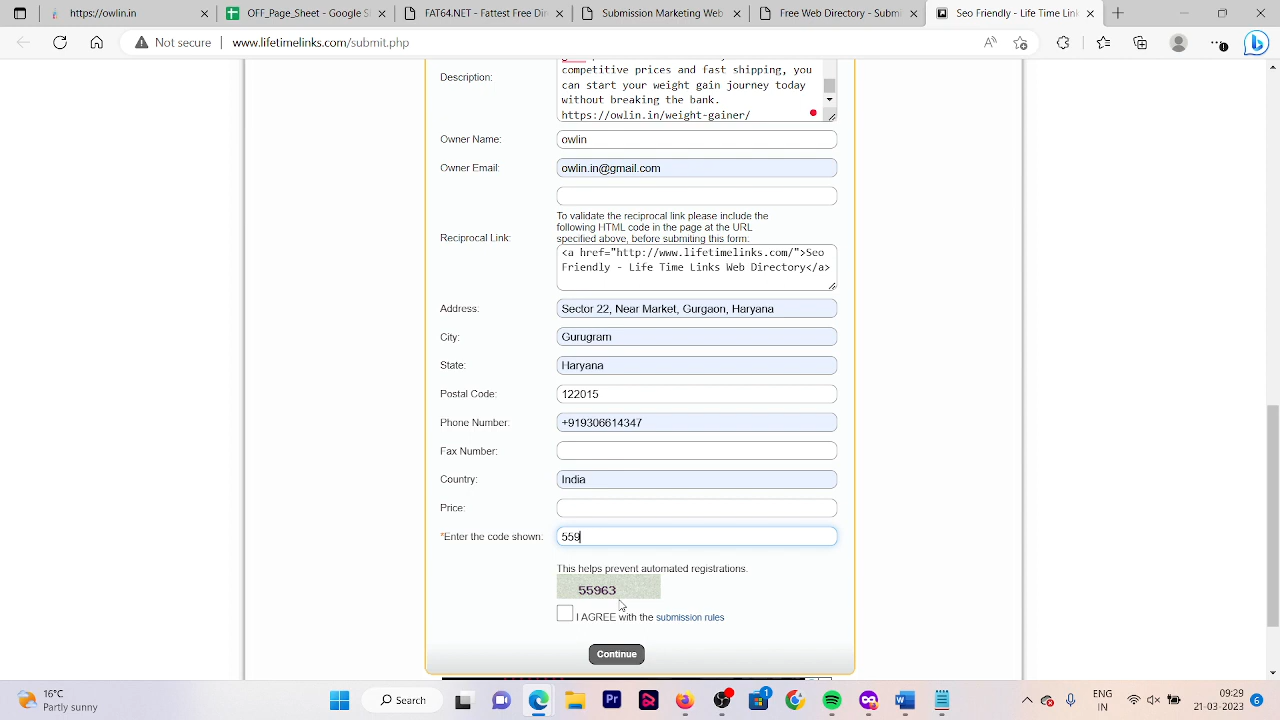 https://owlin
OFF_Page_Sheet - Google S
FAT64.NET - Fattest Free Di
Submission Marketing Web
Free Web Directory - Submi
Seo Friendly - Life Time Link
Not secure
www.lifetimelinks.com/submit.php
Description:
competitive prices and fast shipping, you
can start your weight gain journey today
without breaking the bank.
https://owlin.in/weight-gainer/
Owner Name:
owlin
Owner Email:
owlin.in@gmail.com
To validate the reciprocal link please include the
following HTML code in the page at the URL
specified above, before submiting this form.
Reciprocal Link:
<a href="http://www.lifetimelinks.com/">Seo
Friendly - Life Time Links Web Directory</a>
Address:
Sector 22, Near Market, Gurgaon, Haryana
City:
Gurugram
State:
Haryana
Postal Code:
122015
Phone Number:
+919306614347
Fax Number:
Country:
India
Price:
*Enter the code shown:
559
This helps prevent automated registrations.
55963
I AGREE with the submission rules
Continue
16°C
Partly sunny
Search
ENG
IN
09:29
21-03-2023
6
1